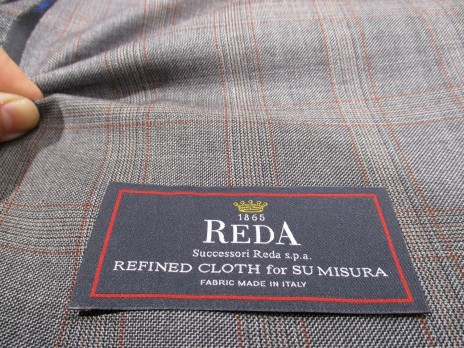 1865
REDA
Successori Reda s.p.a.
REFINED CLOTH for SU MISURA
FABRIC MADE IN ITALY